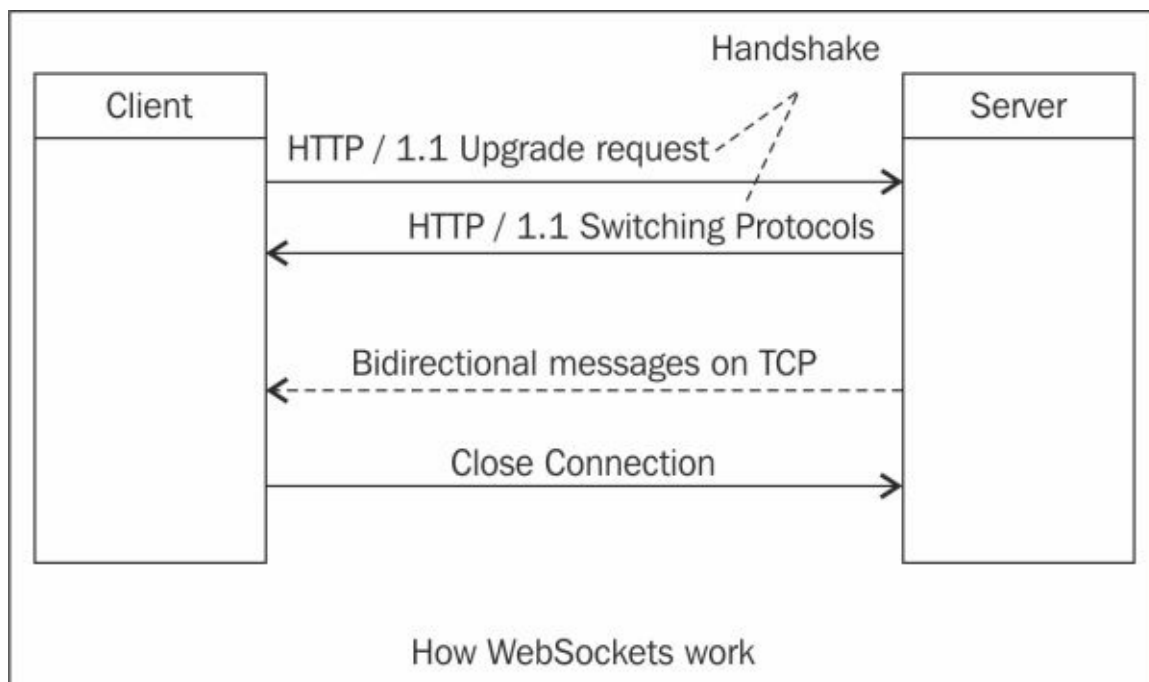 Handshake
Client
Server
HTTP / 1.1 Upgrade request
HTTP / 1.1 Switching Protocols
Bidirectional messages on TCP
Close Connection
How WebSockets work